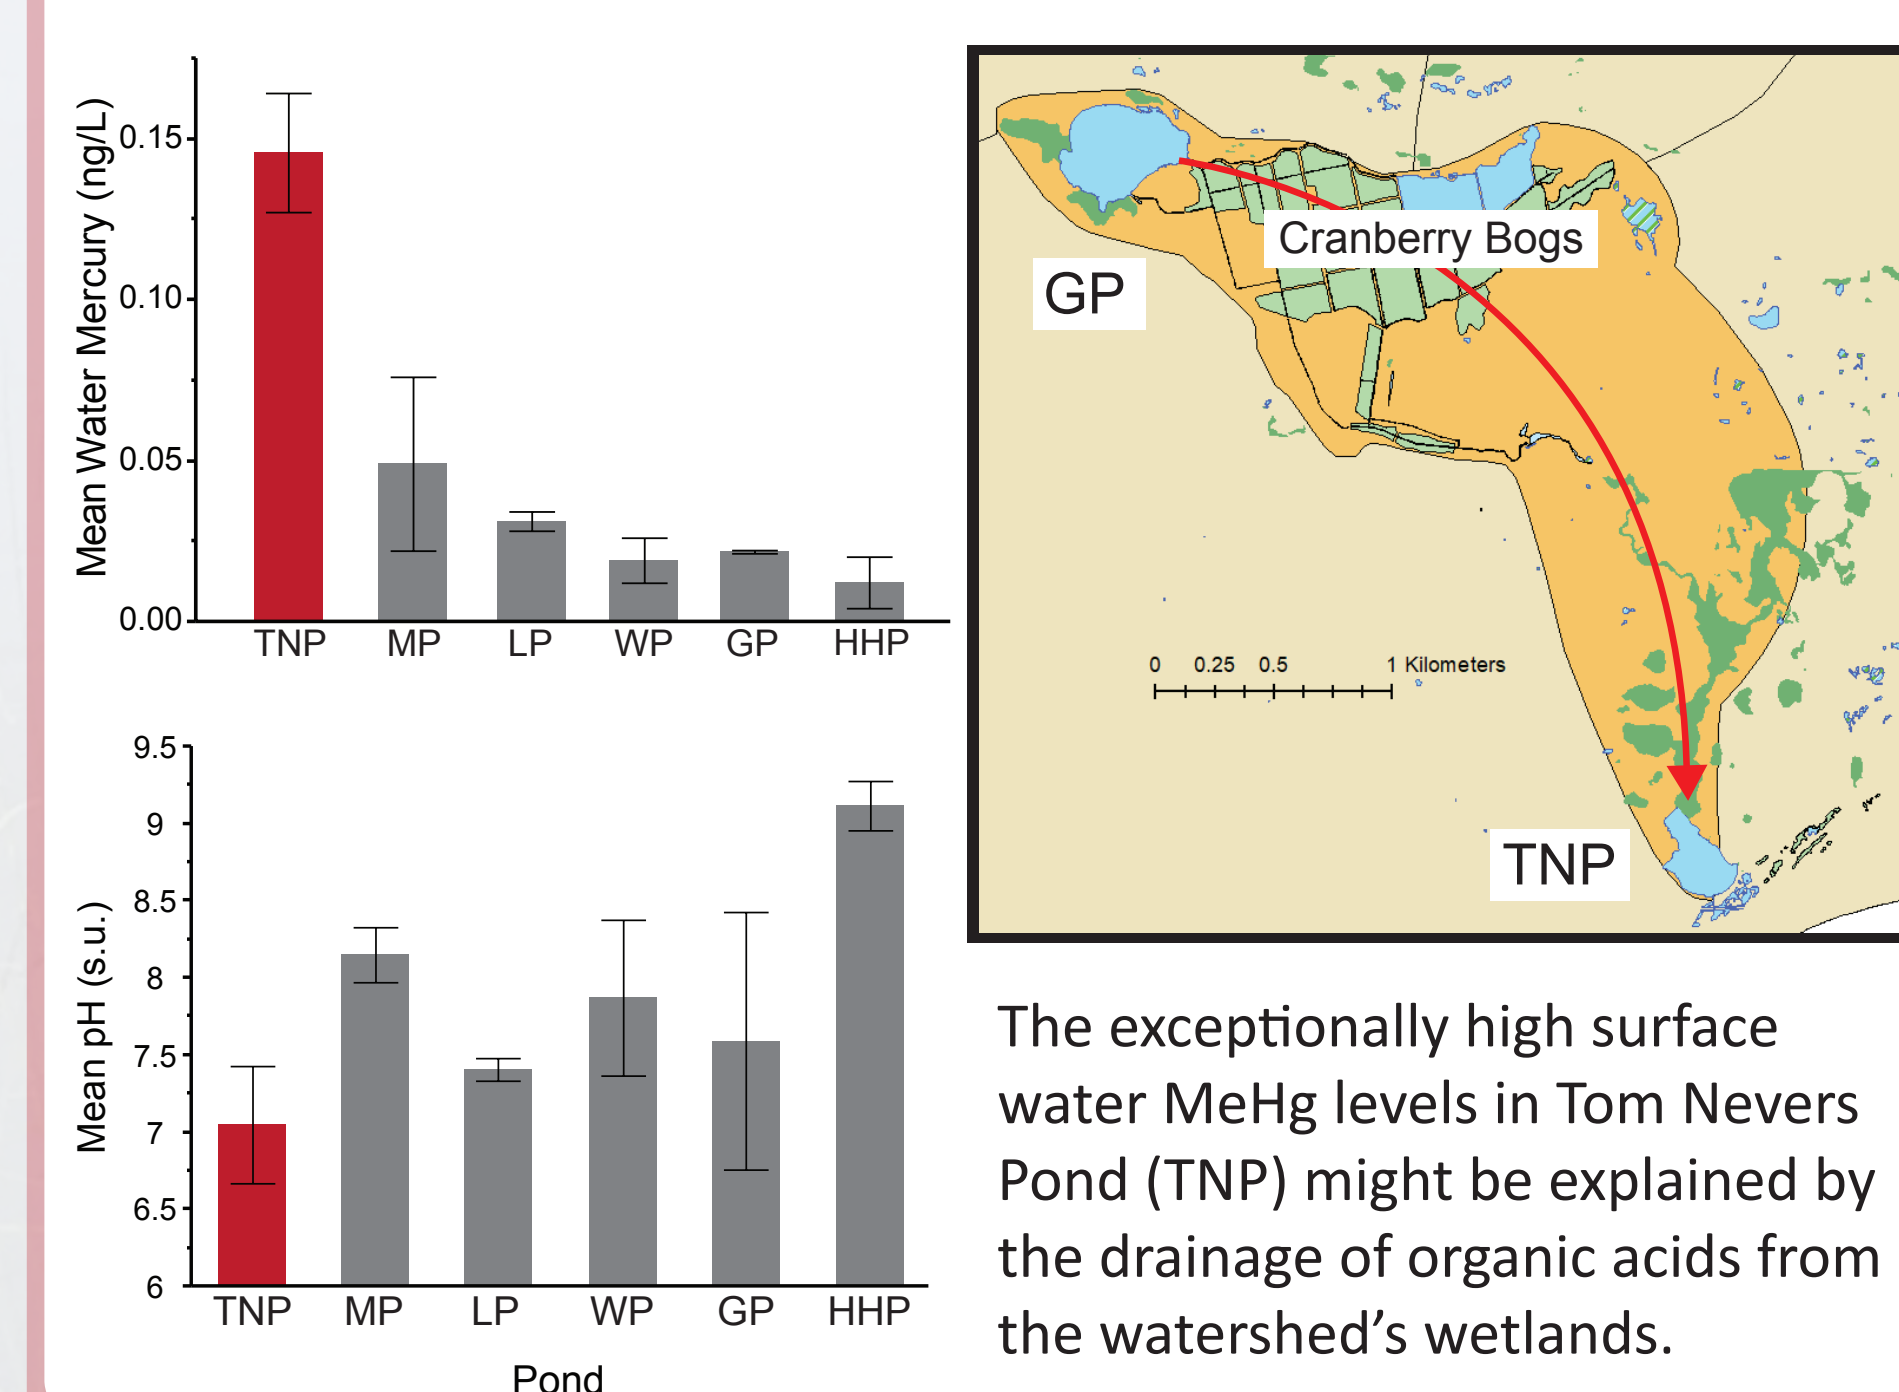 Mean Water Mercury (ng/L)
0.15
0.10
0.05
0.00
TNP MP LP WP GP HHP
Mean pH (s.u.)
9.5
9
8.5
8
7.5
7
6.5
6
TNP MP LP WP GP HHP
Pond
Cranberry Bogs
GP
0 0.25 0.5 1 Kilometers
TNP
The exceptionally high surface
water MeHg levels in Tom Nevers
Pond (TNP) might be explained by
the drainage of organic acids from
the watershed’s wetlands.